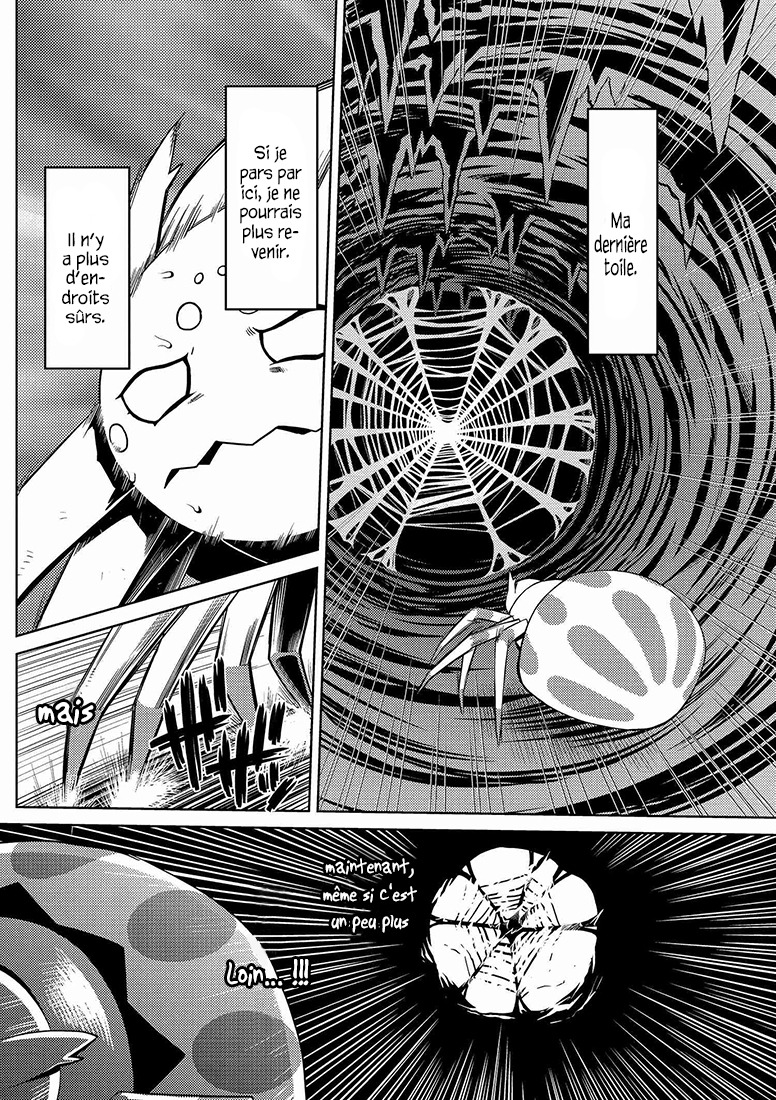 Ma
dernière
toile.
Si je
pars par
ici, je ne
pourrais
plus re-
venir.
Il n'y
a plus
d'en-
droits
sûrs.
mais
maintenant,
même si c'est
un peu plus
Loin... !!!